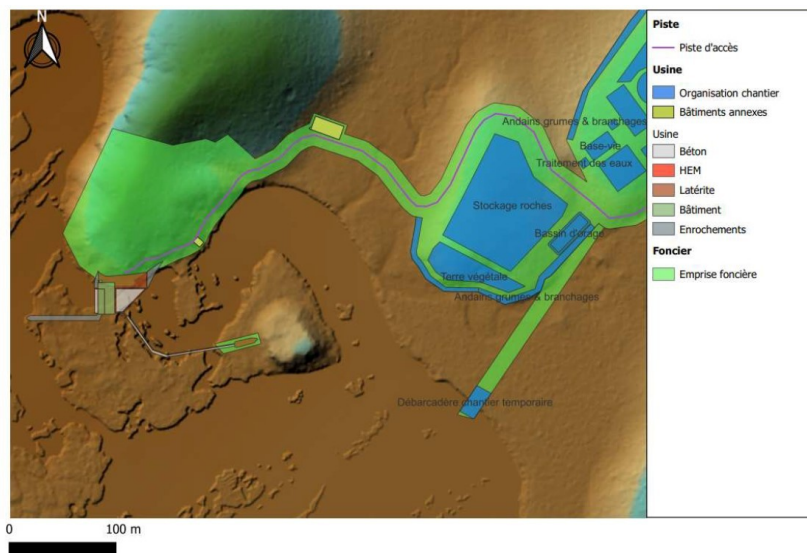 N
Andains grumes & branchages
Base-vie
Traitement des eaux
Stockage roches
Bassin d'orage
Terre végétale
Andains grumes & branchages
Débarcadère chantier temporaire
0 100 m
Piste
Piste d'accès
Usine
Organisation chantier
Bâtiments annexes
Usine
Béton
HEM
Latérite
Bâtiment
Enrochements
Foncier
Emprise foncière